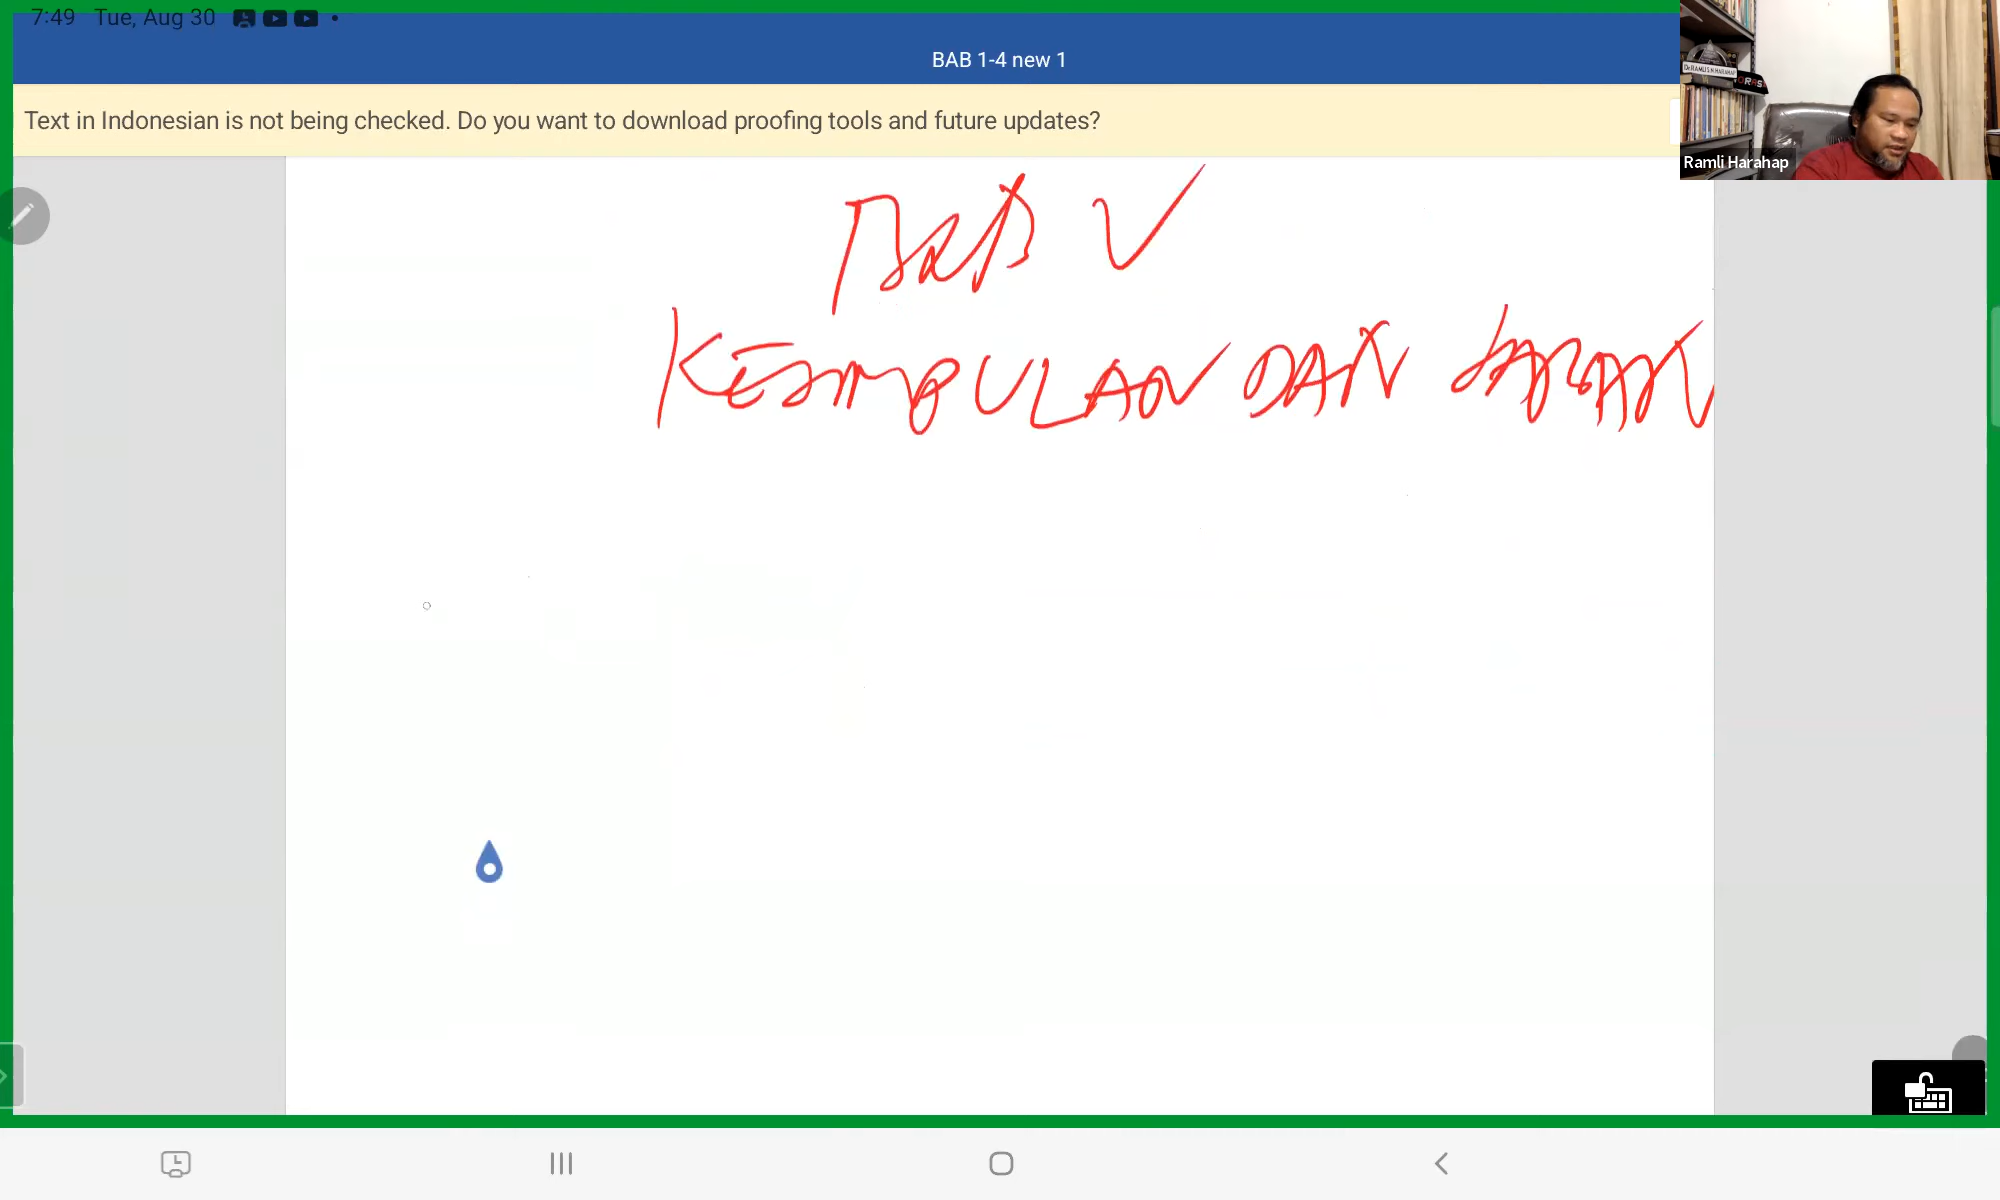 7:49 Tue, Aug 30
BAB 1-4 new 1
Text in Indonesian is not being checked. Do you want to download proofing tools and future updates?
Ramli Harahap
BAB V
KESIMPULAN DAN SARAN